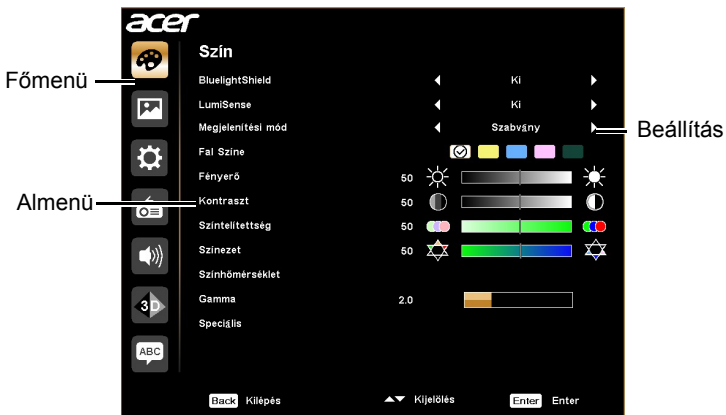 acer
Szín
Főmenü
BluelightShield Ki
LumiSense Ki
Megjelenítési mód Szabvány
Beállítás
Fal Színe
Fényerő 50
Almenü
Kontraszt 50
Színtelítettség 50
Színezet 50
Színhőmérséklet
3D
Gamma 2.0
Speciális
ABC
Back Kilépés Kijelölés Enter Enter